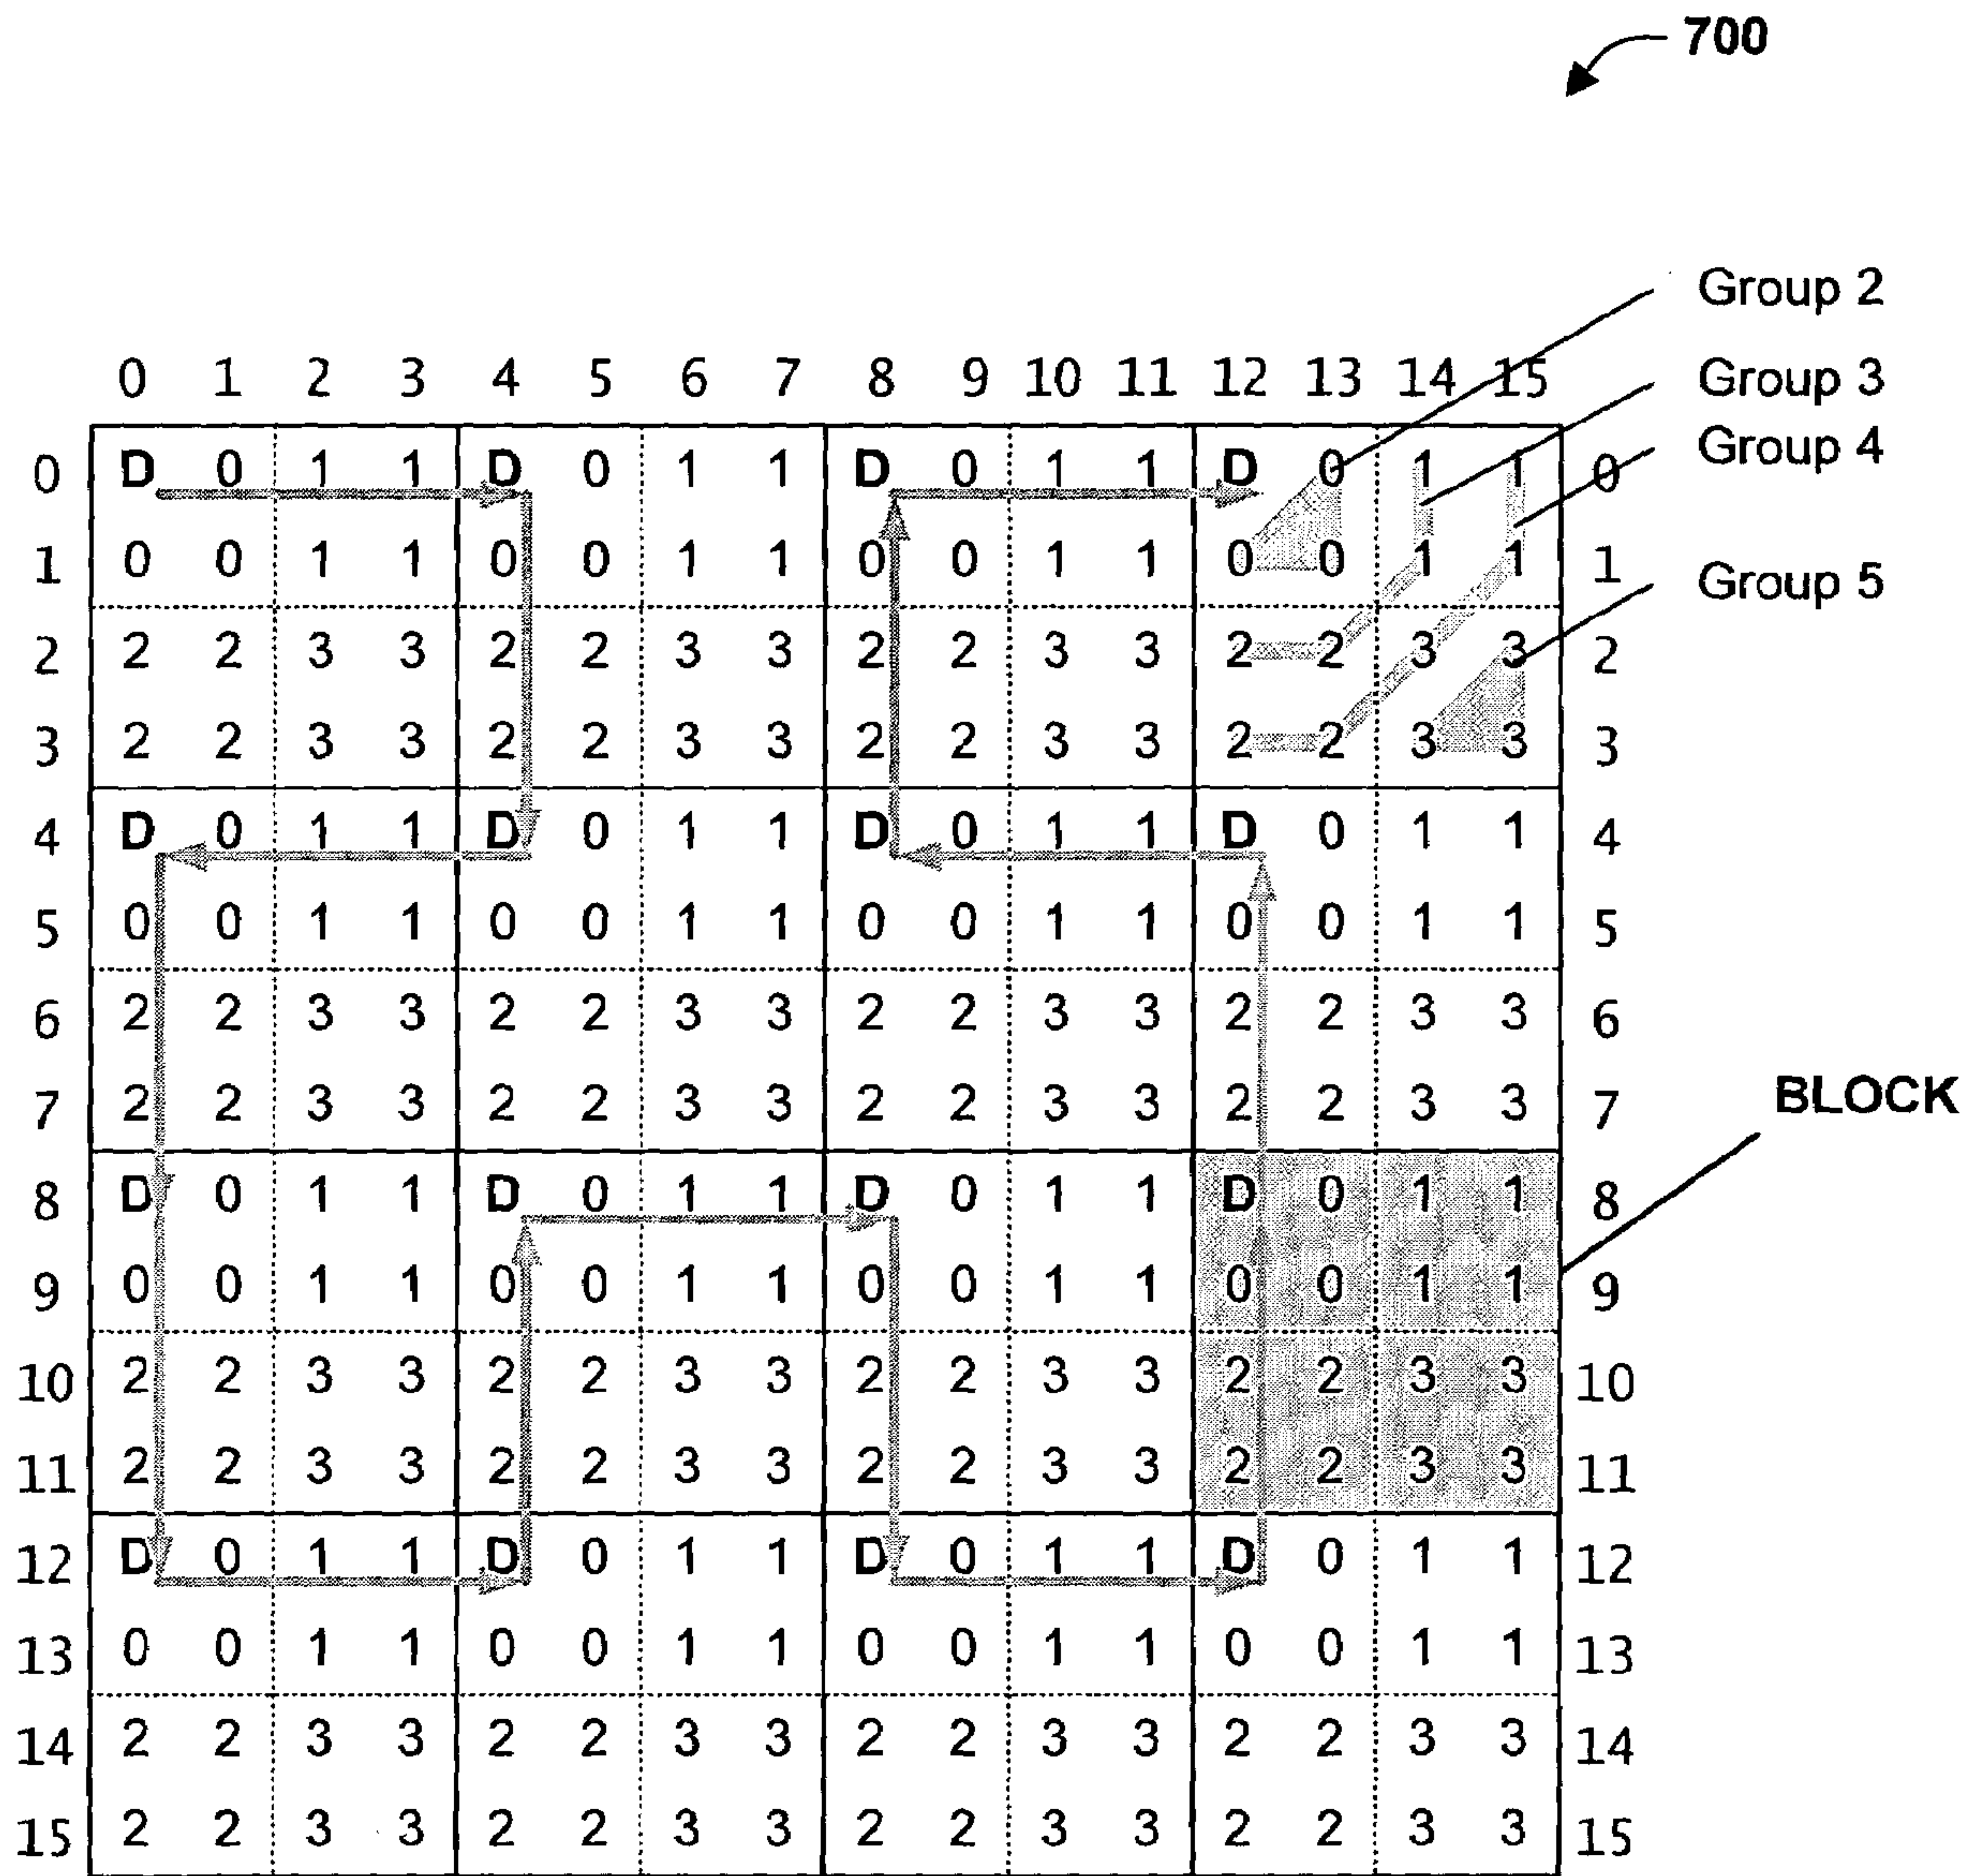 700
Group 2
0 1 2 3 4 5 6 7 8 9 10 11 12 13 14 15
Group 3
Group 4
0 D 0 1 1 D 0 1 1 D 0 1 1 D 0 1 1 0
1 0 0 1 1 0 0 1 1 0 0 1 1 0 0 1 1 1
Group 5
2 2 2 3 3 2 2 3 3 2 2 3 3 2 2 3 3 2
3 2 2 3 3 2 2 3 3 2 2 3 3 2 2 3 3 3
4 D 0 1 1 D 0 1 1 D 0 1 1 D 0 1 1 4
5 0 0 1 1 0 0 1 1 0 0 1 1 0 0 1 1 5
6 2 2 3 3 2 2 3 3 2 2 3 3 2 2 3 3 6
7 2 2 3 3 2 2 3 3 2 2 3 3 2 2 3 3 7
BLOCK
8 D 0 1 1 D 0 1 1 D 0 1 1 D 0 1 1 8
9 0 0 1 1 0 0 1 1 0 0 1 1 0 0 1 1 9
10 2 2 3 3 2 2 3 3 2 2 3 3 2 2 3 3 10
11 2 2 3 3 2 2 3 3 2 2 3 3 2 2 3 3 11
12 D 0 1 1 D 0 1 1 D 0 1 1 D 0 1 1 12
13 0 0 1 1 0 0 1 1 0 0 1 1 0 0 1 1 13
14 2 2 3 3 2 2 3 3 2 2 3 3 2 2 3 3 14
15 2 2 3 3 2 2 3 3 2 2 3 3 2 2 3 3 15